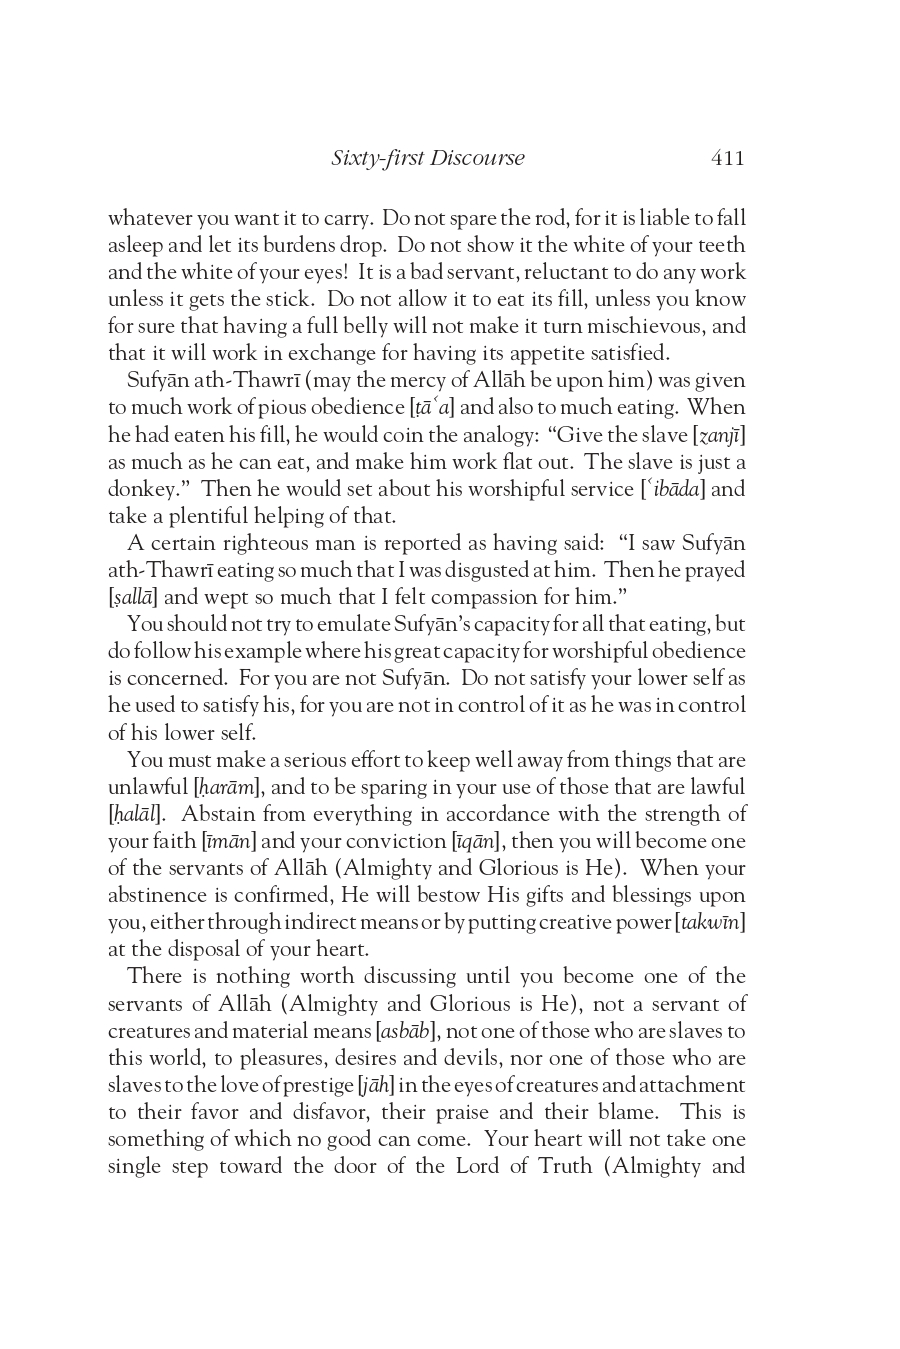 Sixty-first Discourse 411
whatever you want it to carry. Do not spare the rod, for it is liable to fall
asleep and let its burdens drop. Do not show it the white of your teeth
and the white of your eyes! It is a bad servant, reluctant to do any work
unless it gets the stick. Do not allow it to eat its fill, unless you know
for sure that having a full belly will not make it turn mischievous, and
that it will work in exchange for having its appetite satisfied.
Sufyān ath-Thawrī (may the mercy of Allāh be upon him) was given
to much work of pious obedience [ṭāʿa] and also to much eating. When
he had eaten his fill, he would coin the analogy: “Give the slave [zanjī]
as much as he can eat, and make him work flat out. The slave is just a
donkey.” Then he would set about his worshipful service [ʿibāda] and
take a plentiful helping of that.
A certain righteous man is reported as having said: “I saw Sufyān
ath-Thawrī eating so much that I was disgusted at him. Then he prayed
[ṣallā] and wept so much that I felt compassion for him.”
You should not try to emulate Sufyān’s capacity for all that eating, but
do follow his example where his great capacity for worshipful obedience
is concerned. For you are not Sufyān. Do not satisfy your lower self as
he used to satisfy his, for you are not in control of it as he was in control
of his lower self.
You must make a serious effort to keep well away from things that are
unlawful [ḥarām], and to be sparing in your use of those that are lawful
[ḥalāl]. Abstain from everything in accordance with the strength of
your faith [īmān] and your conviction [īqān], then you will become one
of the servants of Allāh (Almighty and Glorious is He). When your
abstinence is confirmed, He will bestow His gifts and blessings upon
you, either through indirect means or by putting creative power [takwīn]
at the disposal of your heart.
There is nothing worth discussing until you become one of the
servants of Allāh (Almighty and Glorious is He), not a servant of
creatures and material means [asbāb], not one of those who are slaves to
this world, to pleasures, desires and devils, nor one of those who are
slaves to the love of prestige [jāh] in the eyes of creatures and attachment
to their favor and disfavor, their praise and their blame. This is
something of which no good can come. Your heart will not take one
single step toward the door of the Lord of Truth (Almighty and